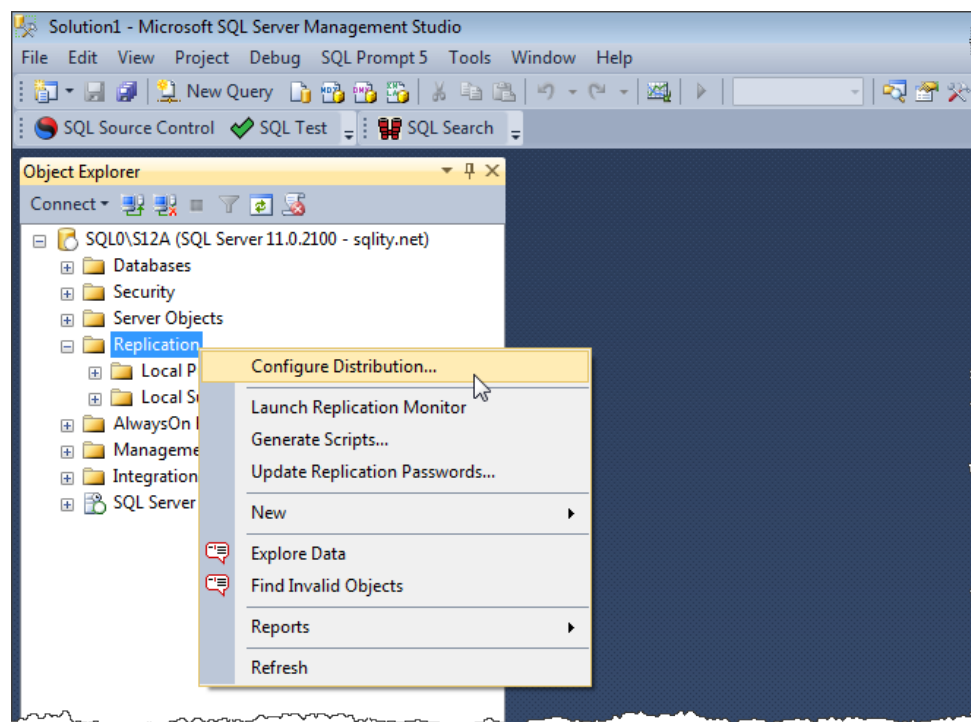 Solution1 - Microsoft SQL Server Management Studio
File Edit View Project Debug SQL Prompt 5 Tools Window Help
New Query
SQL Source Control SQL Test SQL Search
Object Explorer
Connect
SQL0\S12A (SQL Server 11.0.2100 - sqlity.net)
Databases
Security
Server Objects
Replication
Local P
Local Su
AlwaysOn
Manageme
Integration
SQL Server
Configure Distribution...
Launch Replication Monitor
Generate Scripts...
Update Replication Passwords...
New
Explore Data
Find Invalid Objects
Reports
Refresh